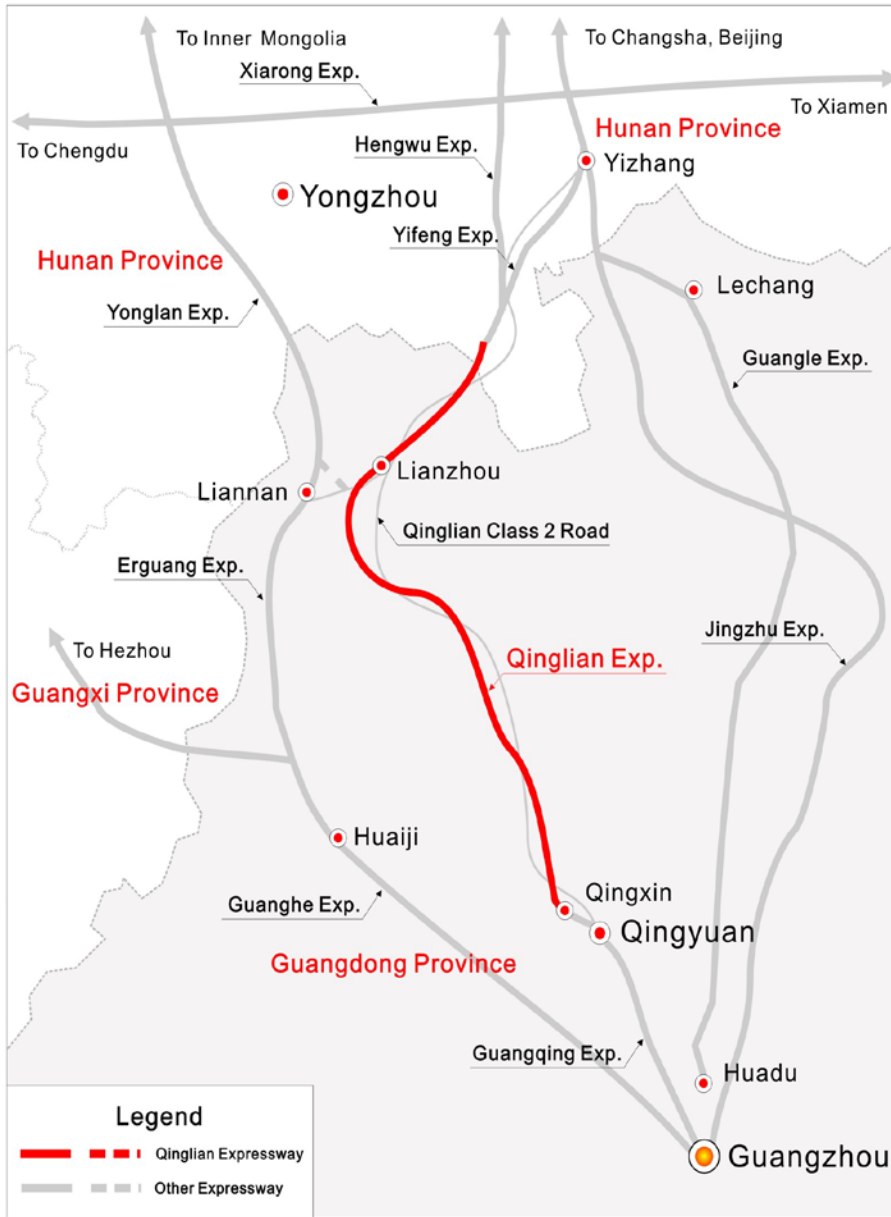 To Inner Mongolia
To Changsha, Beijing
Xiarong Exp.
To Xiamen
Hunan Province
To Chengdu
Hengwu Exp.
Yizhang
Yongzhou
Yifeng Exp.
Hunan Province
Lechang
Yonglan Exp.
Guangle Exp.
Lianzhou
Liannan
Qinglian Class 2 Road
Erguang Exp.
Jingzhu Exp.
To Hezhou
Qinglian Exp.
Guangxi Province
Huaiji
Qingxin
Guanghe Exp.
Qingyuan
Guangdong Province
Guangqing Exp.
Huadu
Legend
Qinglian Expressway
Guangzhou
Other Expressway